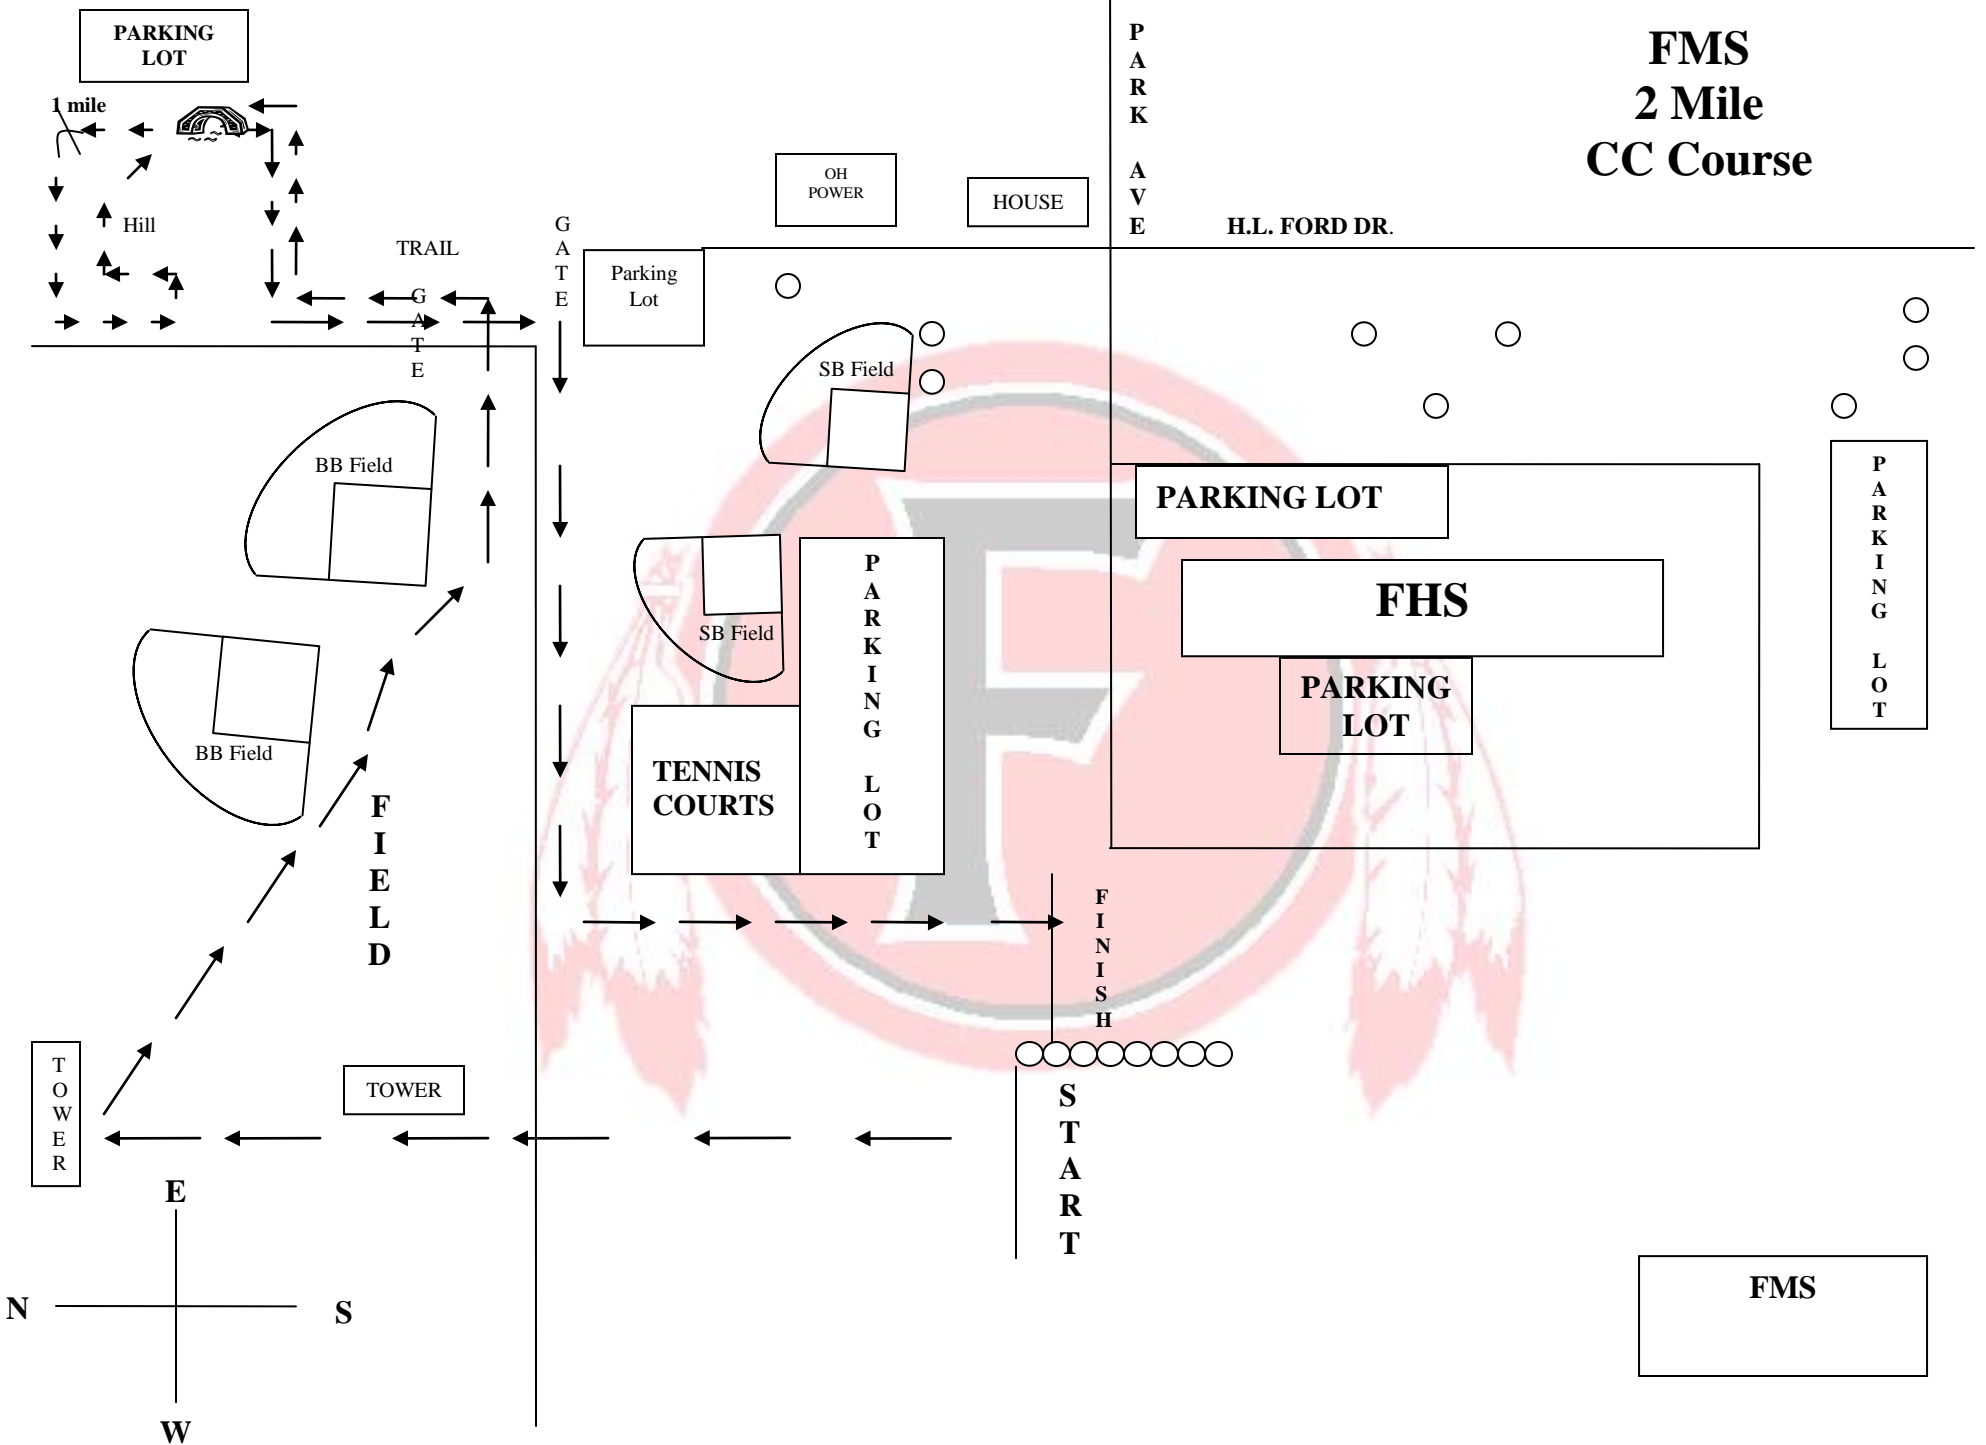 PARKING
LOT
FMS
2 Mile
CC Course
PARK AVE
1 mile
OH
POWER
HOUSE
H.L. FORD DR.
Hill
TRAIL
GATE
Parking
Lot
GATE
SB Field
BB Field
PARKING LOT
PARKING LOT
PARKING LOT
FHS
SB Field
PARKING
LOT
BB Field
TENNIS
COURTS
FIELD
FINISH
TOWER
TOWER
START
E
N
S
W
FMS
F